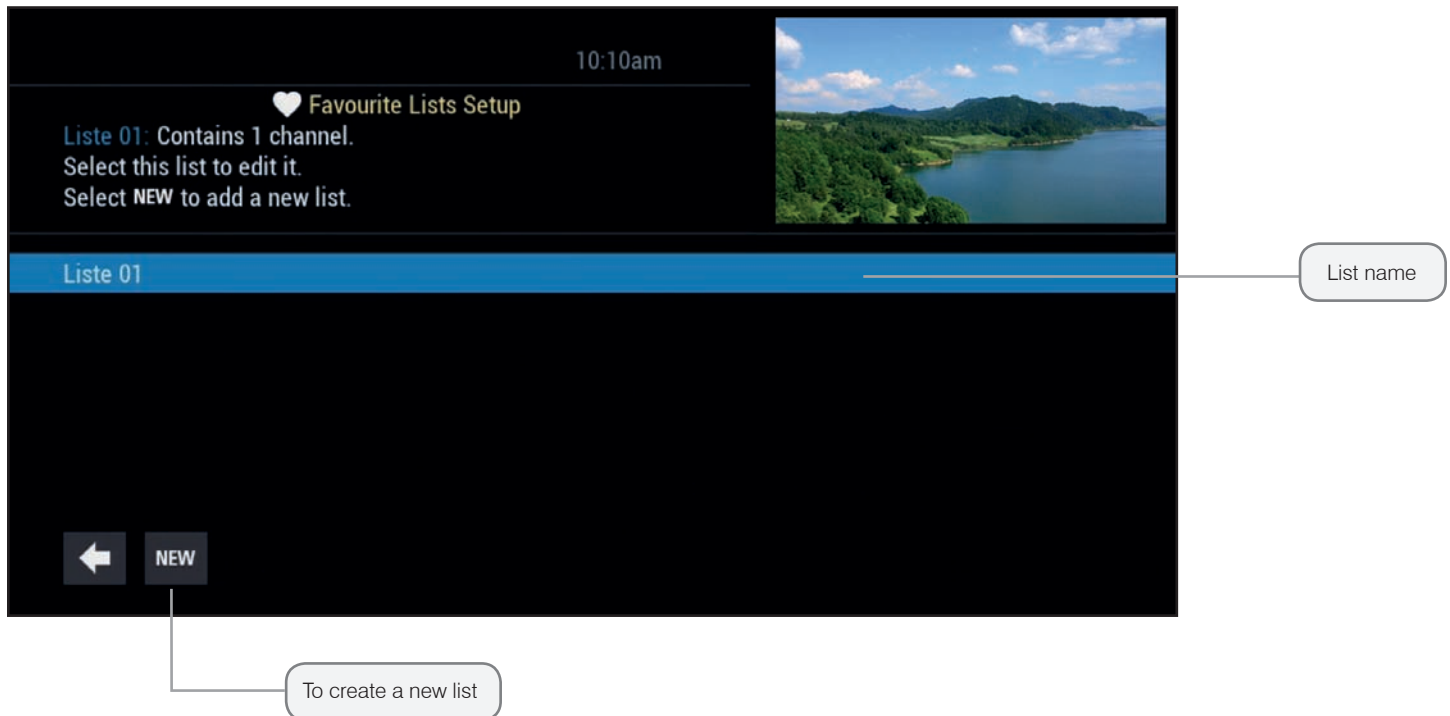 10:10am
Favourite Lists Setup
Liste 01: Contains 1 channel.
Select this list to edit it.
Select NEW to add a new list.
Liste 01
List name
NEW
To create a new list